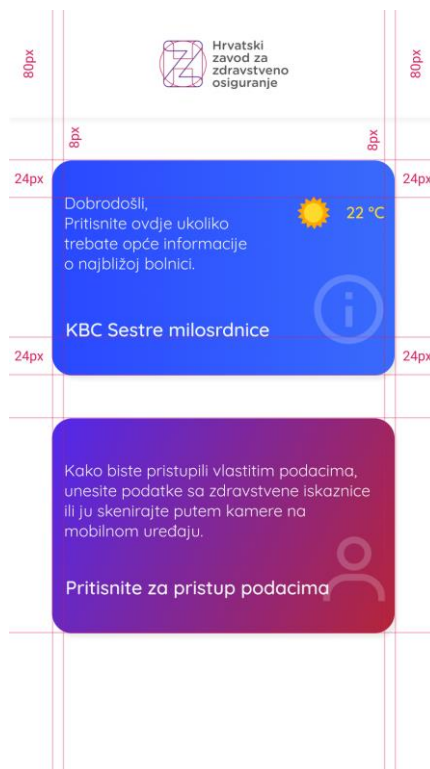 80px
80px
Hrvatski
zavod za
zdravstveno
osiguranje
8px
8px
24px
24px
Dobrodošli,
Pritisnite ovdje ukoliko
trebate opće informacije
o najbližoj bolnici.
22 °C
KBC Sestre milosrdnice
24px
24px
Kako biste pristupili vlastitim podacima,
unesite podatke sa zdravstvene iskaznice
ili ju skenirajte putem kamere na
mobilnom uređaju.
Pritisnite za pristup podacima